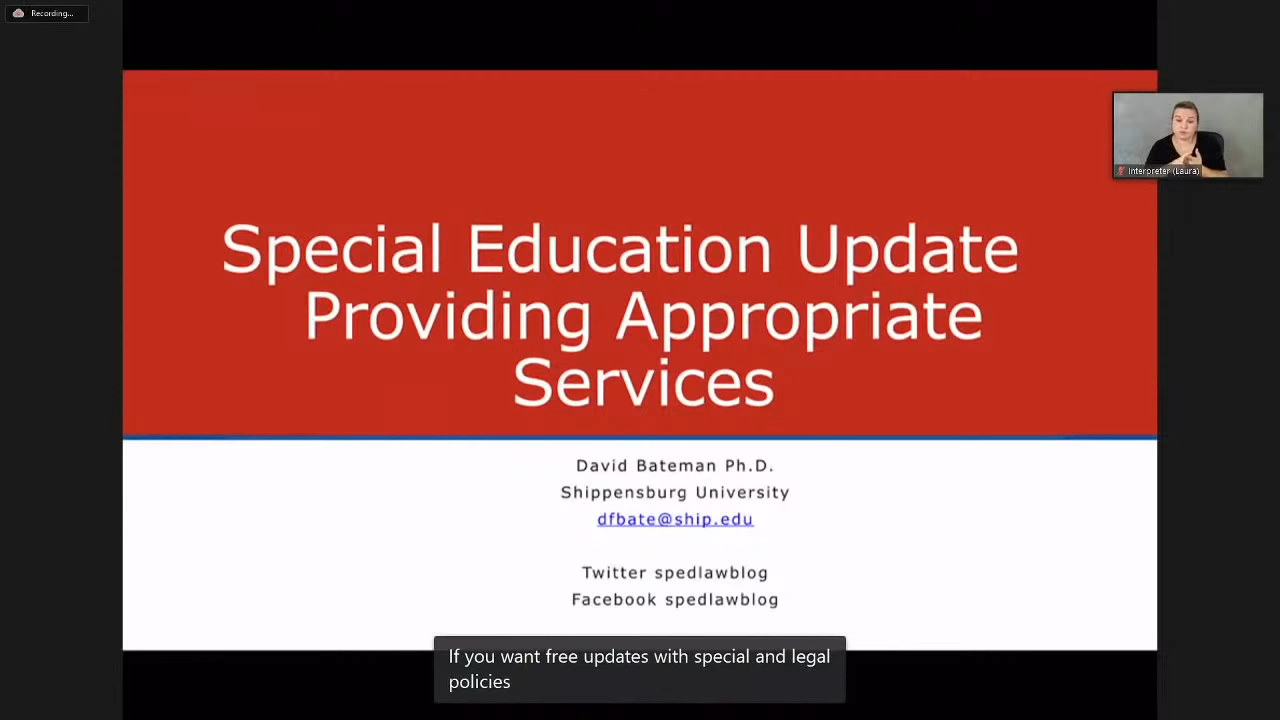 Recording...
Special Education Update
Providing Appropriate
Services
Interpreter (Laura)
David Bateman Ph.D.
Shippensburg University
dfbate@ship.edu
Twitter spedlawblog
Facebook spedlawblog
If you want free updates with special and legal
policies